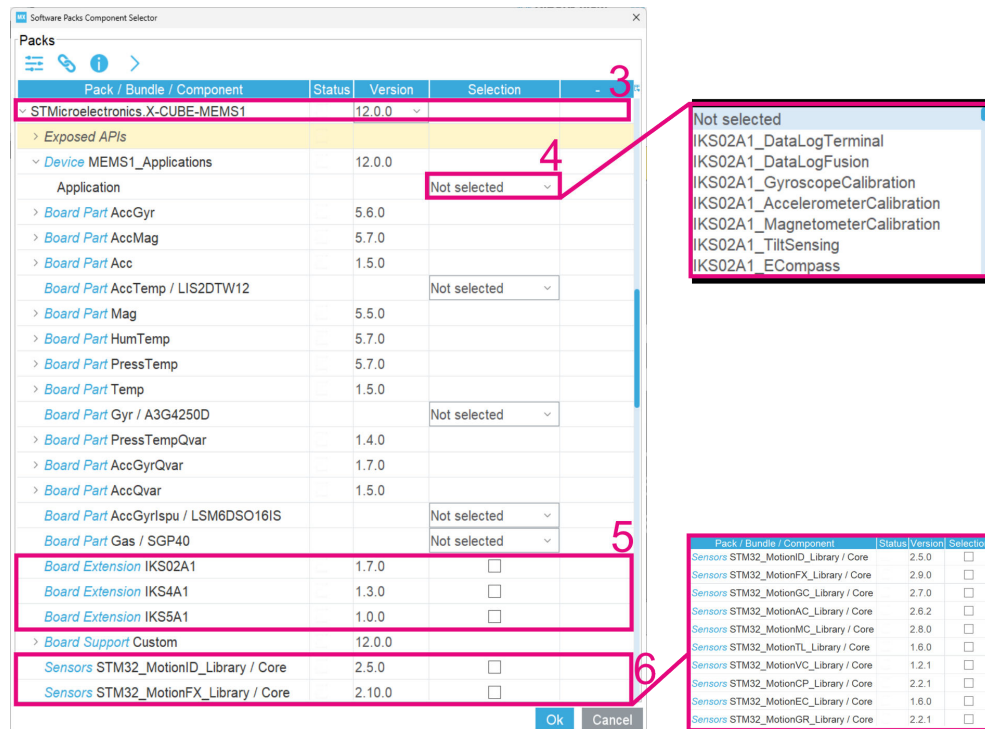 MX Software Packs Component Selector
Packs
Pack / Bundle / Component Status Version Selection -
3
STMicroelectronics.X-CUBE-MEMS1 12.0.0
Exposed APIs
Device MEMS1_Applications 12.0.0
4
Application Not selected
Board Part AccGyr 5.6.0
Board Part AccMag 5.7.0
Board Part Acc 1.5.0
Board Part AccTemp / LIS2DTW12 Not selected
Board Part Mag 5.5.0
Board Part HumTemp 5.7.0
Board Part PressTemp 5.7.0
Board Part Temp 1.5.0
Board Part Gyr / A3G4250D Not selected
Board Part PressTempQvar 1.4.0
Board Part AccGyrQvar 1.7.0
Board Part AccQvar 1.5.0
Board Part AccGyrIspu / LSM6DSO16IS Not selected
Board Part Gas / SGP40 Not selected
5
Board Extension IKS02A1 1.7.0
Board Extension IKS4A1 1.3.0
Board Extension IKS5A1 1.0.0
Board Support Custom 12.0.0
Sensors STM32_MotionID_Library / Core 2.5.0
6
Sensors STM32_MotionFX_Library / Core 2.10.0
Ok Cancel
Not selected
IKS02A1_DataLogTerminal
IKS02A1_DataLogFusion
IKS02A1_GyroscopeCalibration
IKS02A1_AccelerometerCalibration
IKS02A1_MagnetometerCalibration
IKS02A1_TiltSensing
IKS02A1_ECompass
Pack / Bundle / Component Status Version Selection
Sensors STM32_MotionID_Library / Core 2.5.0
Sensors STM32_MotionFX_Library / Core 2.9.0
Sensors STM32_MotionGC_Library / Core 2.7.0
Sensors STM32_MotionAC_Library / Core 2.6.2
Sensors STM32_MotionMC_Library / Core 2.8.0
Sensors STM32_MotionTL_Library / Core 1.6.0
Sensors STM32_MotionVC_Library / Core 1.2.1
Sensors STM32_MotionCP_Library / Core 2.2.1
Sensors STM32_MotionEC_Library / Core 1.6.0
Sensors STM32_MotionGR_Library / Core 2.2.1